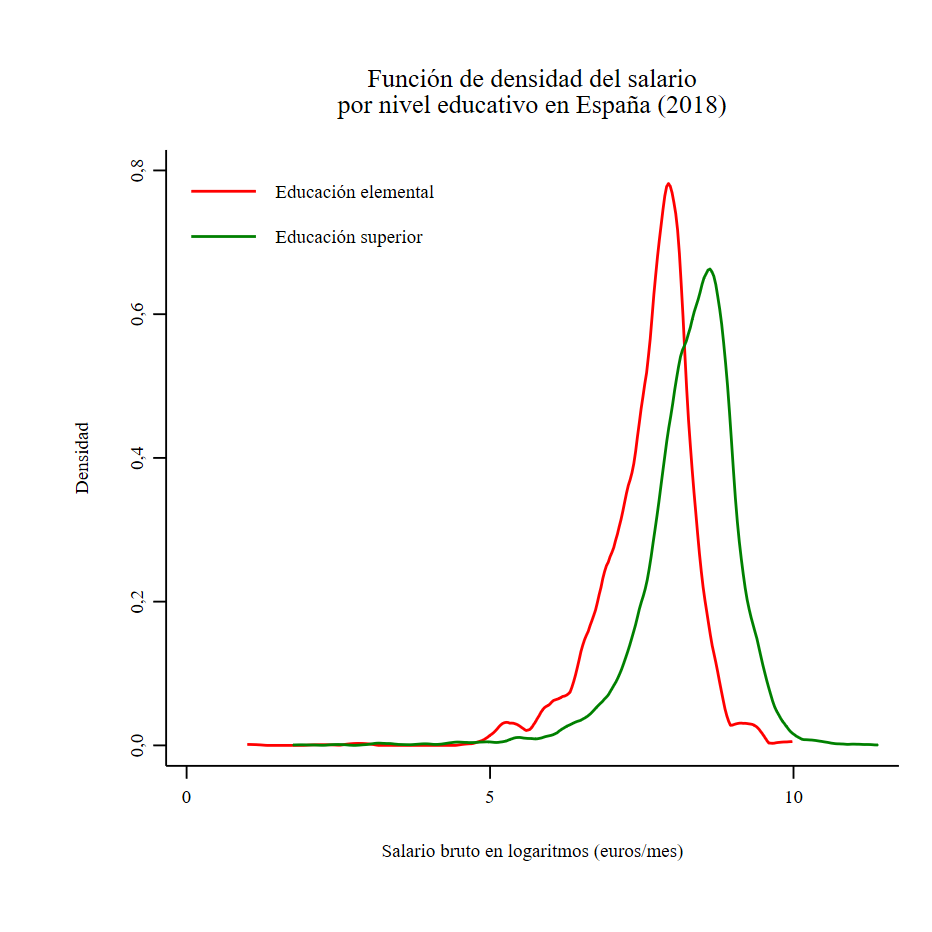 Función de densidad del salario
por nivel educativo en España (2018)
Educación elemental
Educación superior
Densidad
0,8
0,6
0,4
0,2
0,0
0
5
10
Salario bruto en logaritmos (euros/mes)